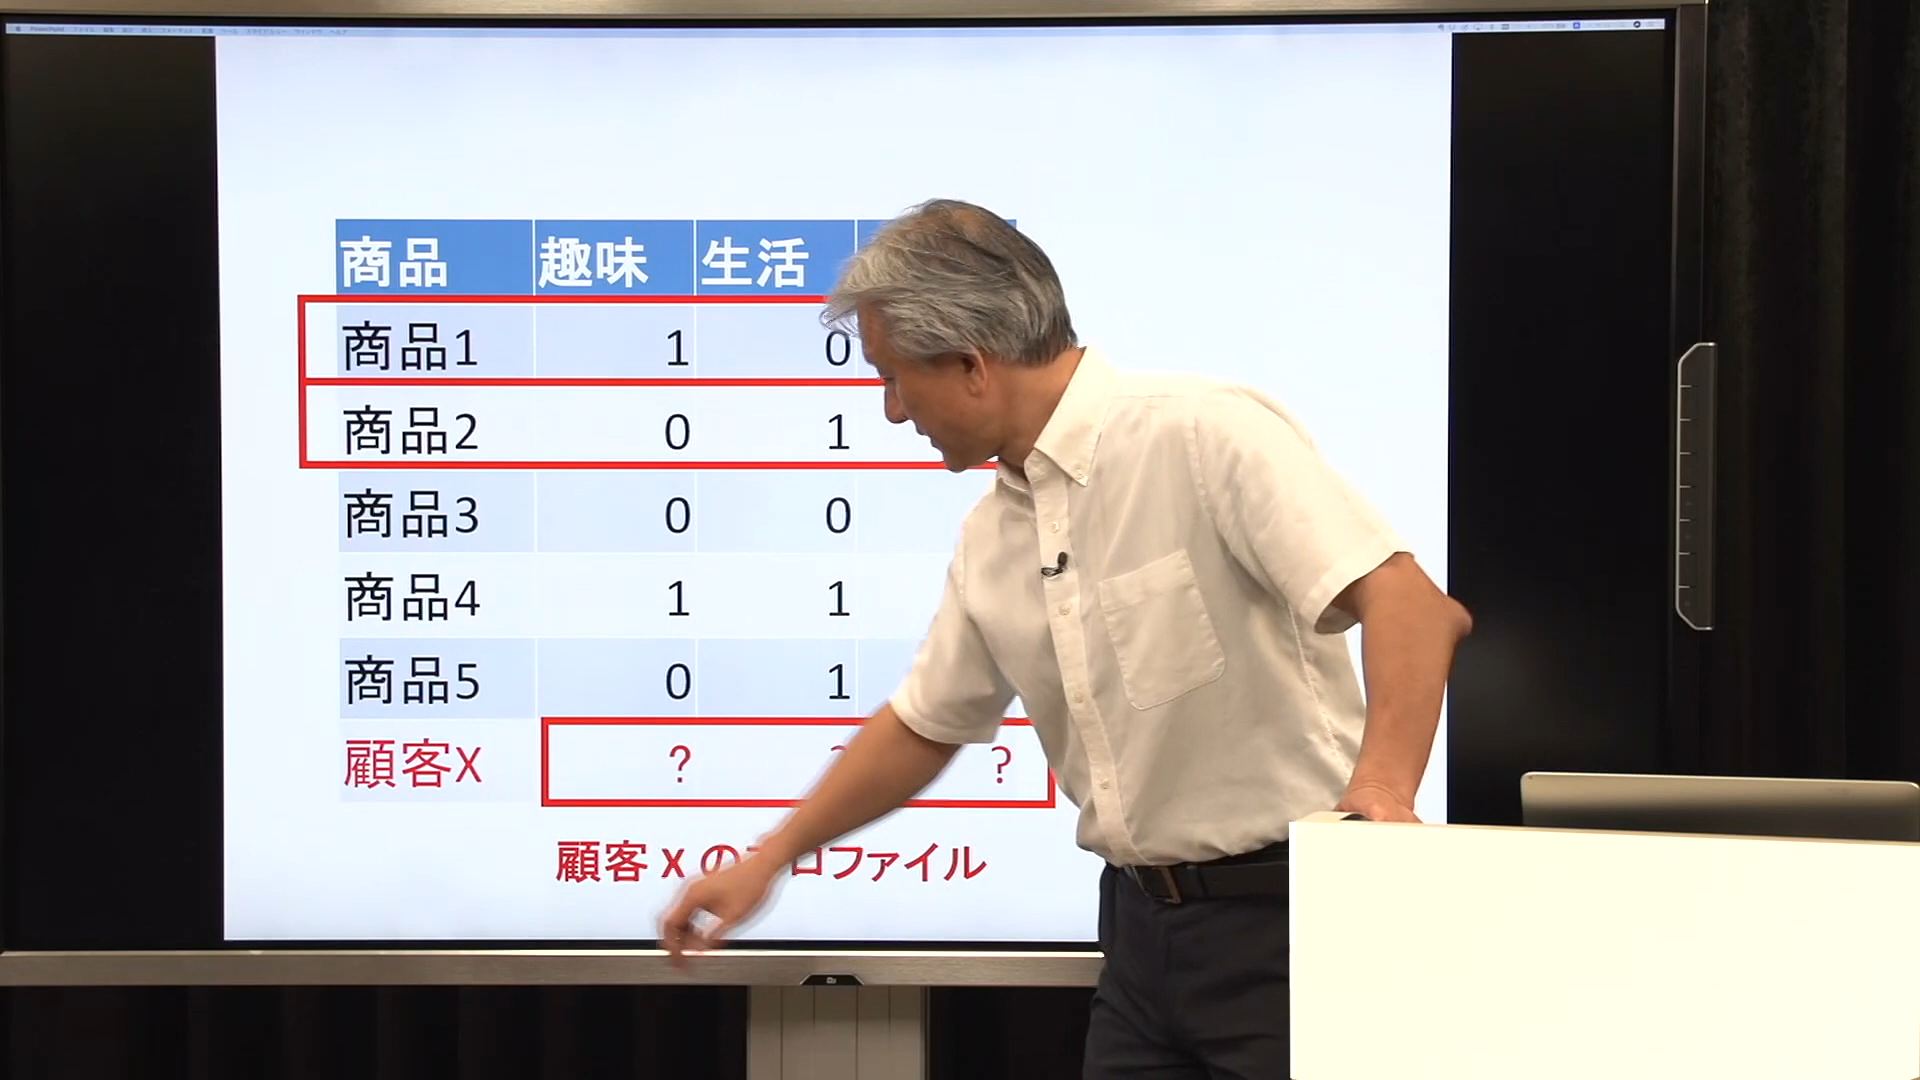 商品 趣味 生活
商品1 1 0
商品2 0 1
商品3 0 0
商品4 1 1
商品5 0 1
顧客X ? ? ?
顧客 X の ロファイル